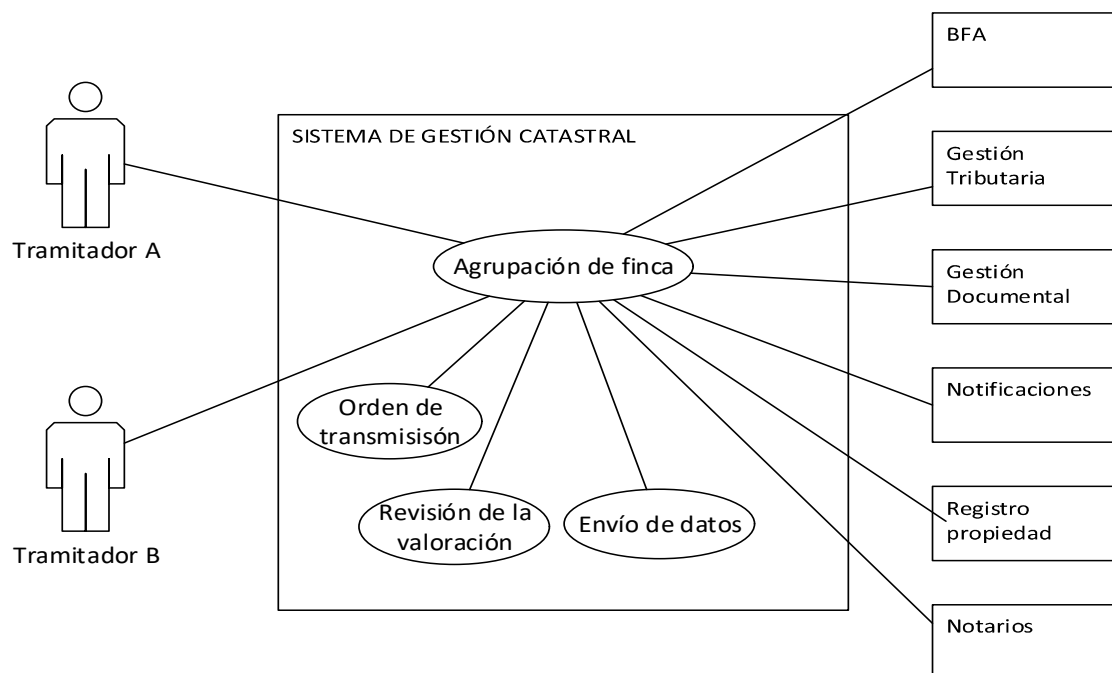 BFA
SISTEMA DE GESTIÓN CATASTRAL
Gestión
Tributaria
Tramitador A
Agrupación de finca
Gestión
Documental
Notificaciones
Orden de
transmisisón
Revisión de la
valoración
Envío de datos
Registro
propiedad
Tramitador B
Notarios